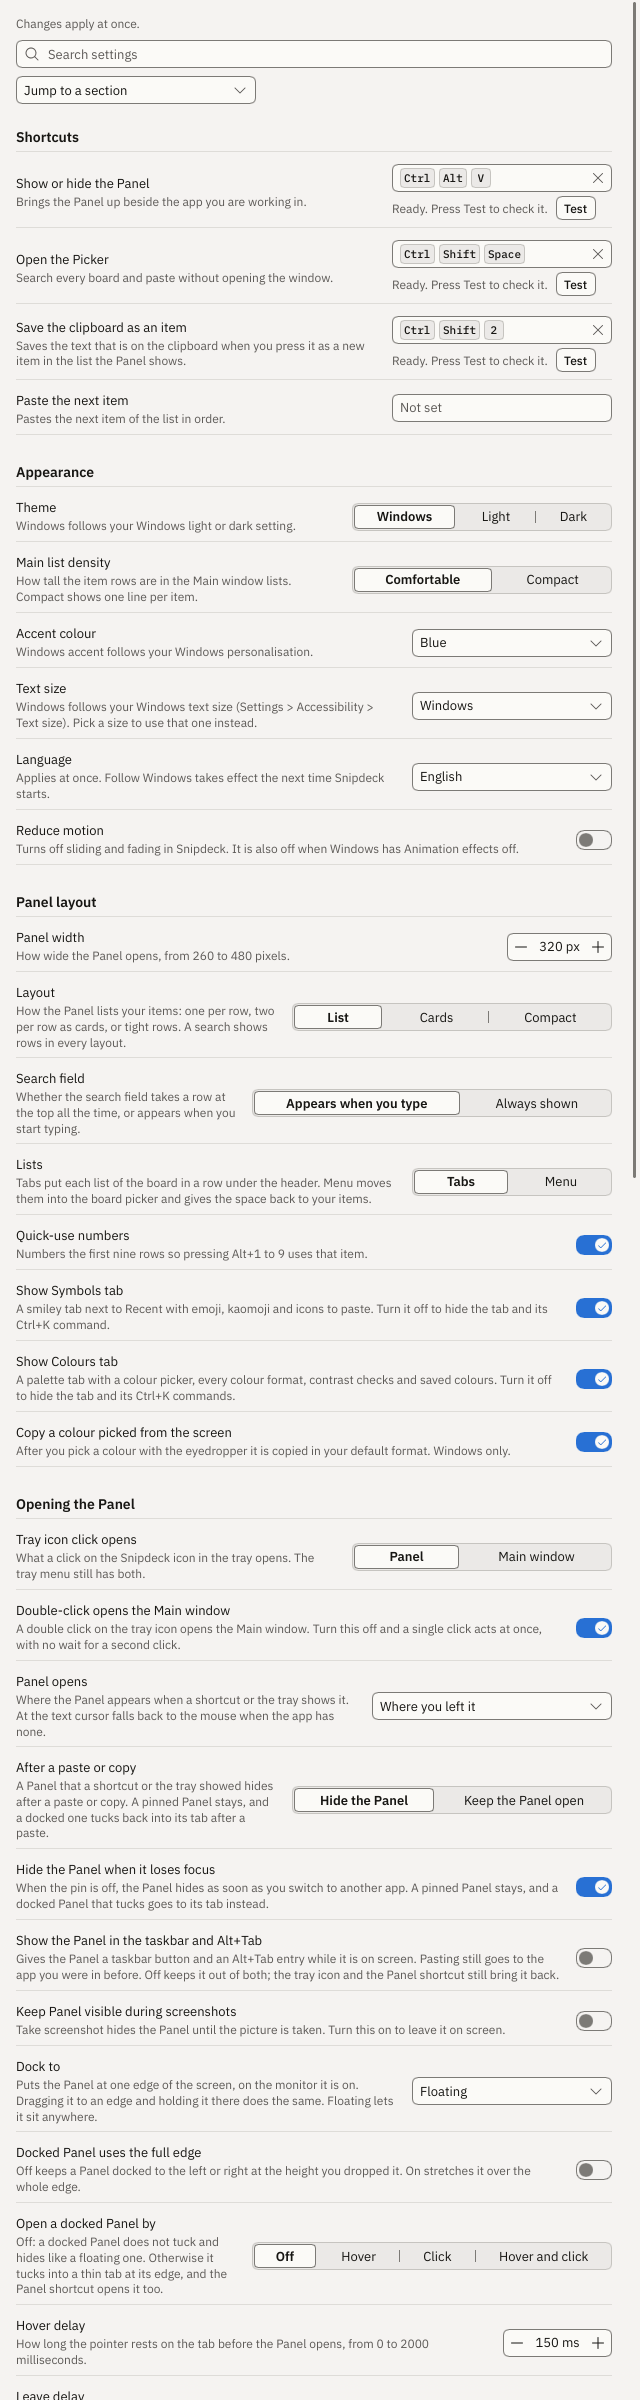 Changes apply at once.
Search settings
Jump to a section
Shortcuts
Show or hide the Panel
Brings the Panel up beside the app you are working in.
Ctrl Alt V
Ready. Press Test to check it. Test
Open the Picker
Search every board and paste without opening the window.
Ctrl Shift Space
Ready. Press Test to check it. Test
Save the clipboard as an item
Saves the text that is on the clipboard when you press it as a new
item in the list the Panel shows.
Ctrl Shift 2
Ready. Press Test to check it. Test
Paste the next item
Pastes the next item of the list in order.
Not set
Appearance
Theme
Windows follows your Windows light or dark setting.
Windows Light Dark
Main list density
How tall the item rows are in the Main window lists.
Compact shows one line per item.
Comfortable Compact
Accent colour
Windows accent follows your Windows personalisation.
Blue
Text size
Windows follows your Windows text size (Settings > Accessibility >
Text size). Pick a size to use that one instead.
Windows
Language
Applies at once. Follow Windows takes effect the next time Snipdeck
starts.
English
Reduce motion
Turns off sliding and fading in Snipdeck. It is also off when Windows has Animation effects off.
Panel layout
Panel width
How wide the Panel opens, from 260 to 480 pixels.
320 px
Layout
How the Panel lists your items: one per row, two
per row as cards, or tight rows. A search shows
rows in every layout.
List Cards Compact
Search field
Whether the search field takes a row at
the top all the time, or appears when you
start typing.
Appears when you type Always shown
Lists
Tabs put each list of the board in a row under the header. Menu moves
them into the board picker and gives the space back to your items.
Tabs Menu
Quick-use numbers
Numbers the first nine rows so pressing Alt+1 to 9 uses that item.
Show Symbols tab
A smiley tab next to Recent with emoji, kaomoji and icons to paste. Turn it off to hide the tab and its
Ctrl+K command.
Show Colours tab
A palette tab with a colour picker, every colour format, contrast checks and saved colours. Turn it off
to hide the tab and its Ctrl+K commands.
Copy a colour picked from the screen
After you pick a colour with the eyedropper it is copied in your default format. Windows only.
Opening the Panel
Tray icon click opens
What a click on the Snipdeck icon in the tray opens. The
tray menu still has both.
Panel Main window
Double-click opens the Main window
A double click on the tray icon opens the Main window. Turn this off and a single click acts at once,
with no wait for a second click.
Panel opens
Where the Panel appears when a shortcut or the tray shows it.
At the text cursor falls back to the mouse when the app has
none.
Where you left it
After a paste or copy
A Panel that a shortcut or the tray showed hides
after a paste or copy. A pinned Panel stays, and
a docked one tucks back into its tab after a
paste.
Hide the Panel Keep the Panel open
Hide the Panel when it loses focus
When the pin is off, the Panel hides as soon as you switch to another app. A pinned Panel stays, and a
docked Panel that tucks goes to its tab instead.
Show the Panel in the taskbar and Alt+Tab
Gives the Panel a taskbar button and an Alt+Tab entry while it is on screen. Pasting still goes to the
app you were in before. Off keeps it out of both; the tray icon and the Panel shortcut still bring it back.
Keep Panel visible during screenshots
Take screenshot hides the Panel until the picture is taken. Turn this on to leave it on screen.
Dock to
Puts the Panel at one edge of the screen, on the monitor it is on.
Dragging it to an edge and holding it there does the same. Floating lets
it sit anywhere.
Floating
Docked Panel uses the full edge
Off keeps a Panel docked to the left or right at the height you dropped it. On stretches it over the
whole edge.
Open a docked Panel by
Off: a docked Panel does not tuck and
hides like a floating one. Otherwise it
tucks into a thin tab at its edge, and the
Panel shortcut opens it too.
Off Hover Click Hover and click
Hover delay
How long the pointer rests on the tab before the Panel opens, from 0 to 2000
milliseconds.
150 ms
Leave delay